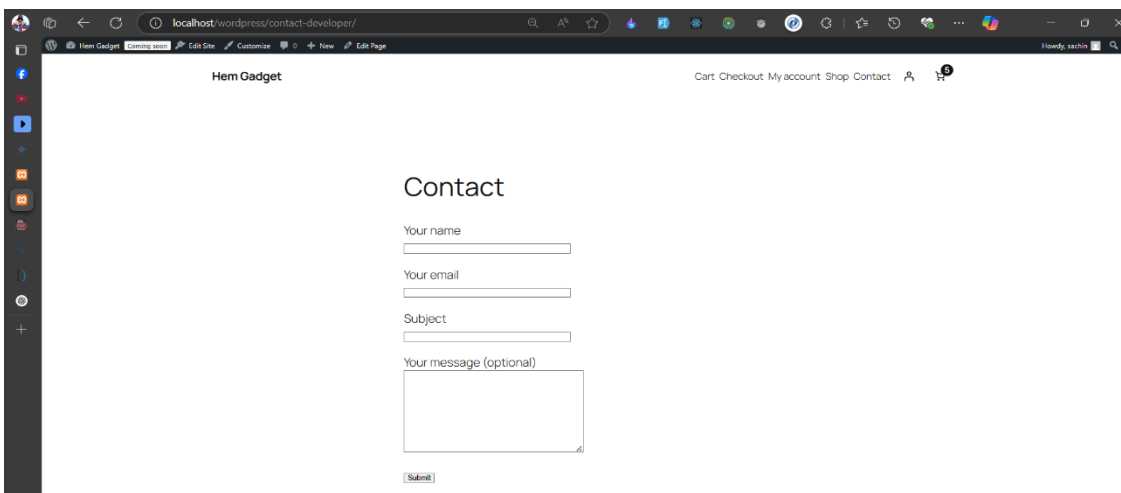 localhost/wordpress/contact-developer/
Hem Gadget Coming soon Edit Site Customize 0 New Edit Page Howdy, sachin
Hem Gadget Cart Checkout My account Shop Contact 5
Contact
Your name
Your email
Subject
Your message (optional)
Submit